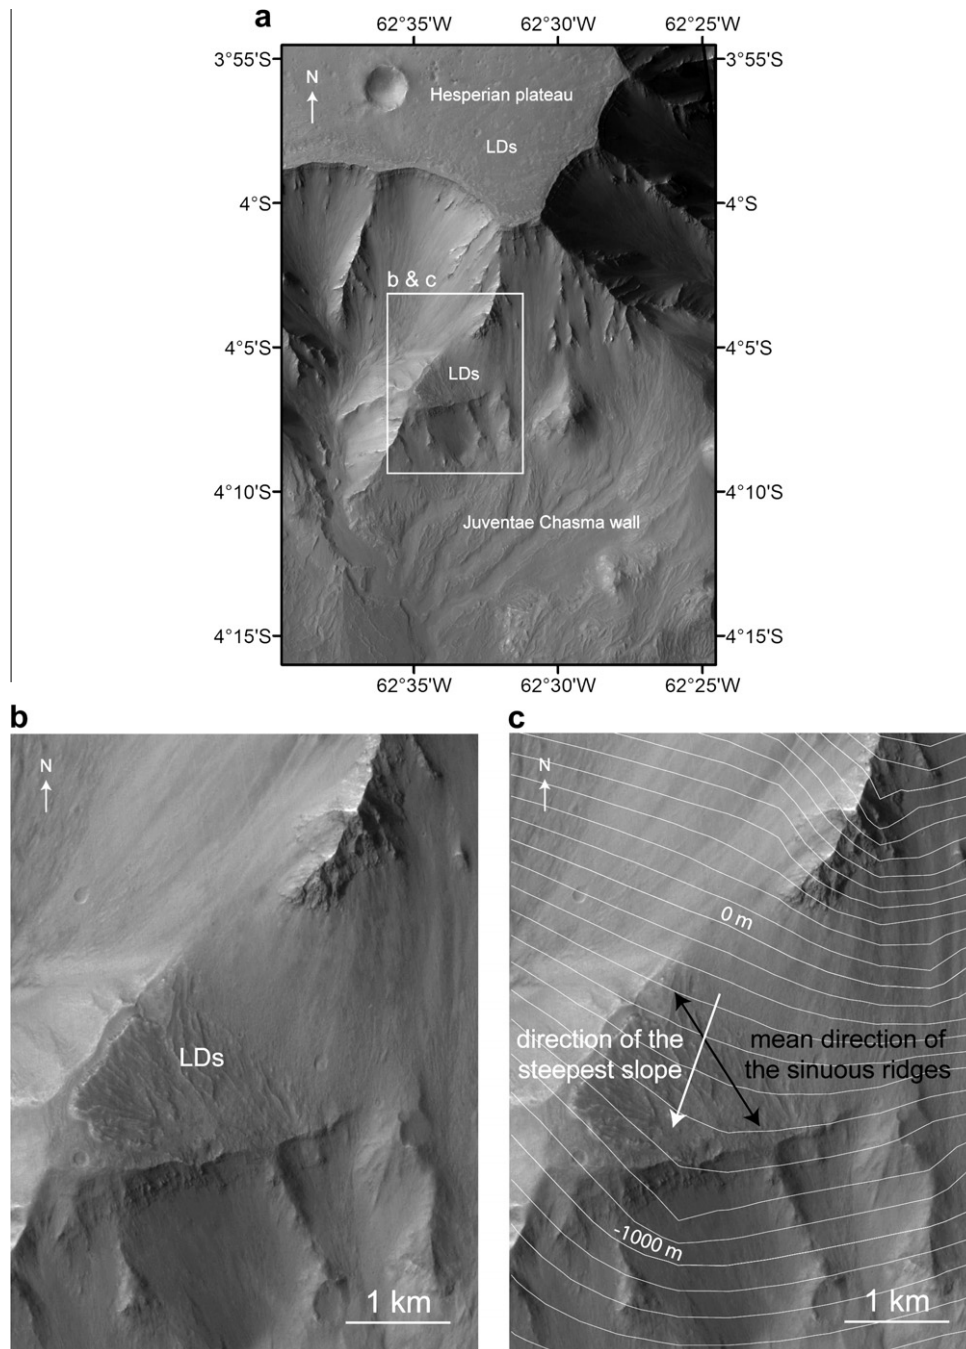 a
62°35'W 62°30'W 62°25'W
3°55'S 3°55'S
N
Hesperian plateau
LDs
4°S 4°S
b & c
4°5'S 4°5'S
LDs
4°10'S 4°10'S
Juventae Chasma wall
4°15'S 4°15'S
62°35'W 62°30'W 62°25'W
b
N
LDs
1 km
c
N
0 m
direction of the
steepest slope
mean direction of
the sinuous ridges
-1000 m
1 km